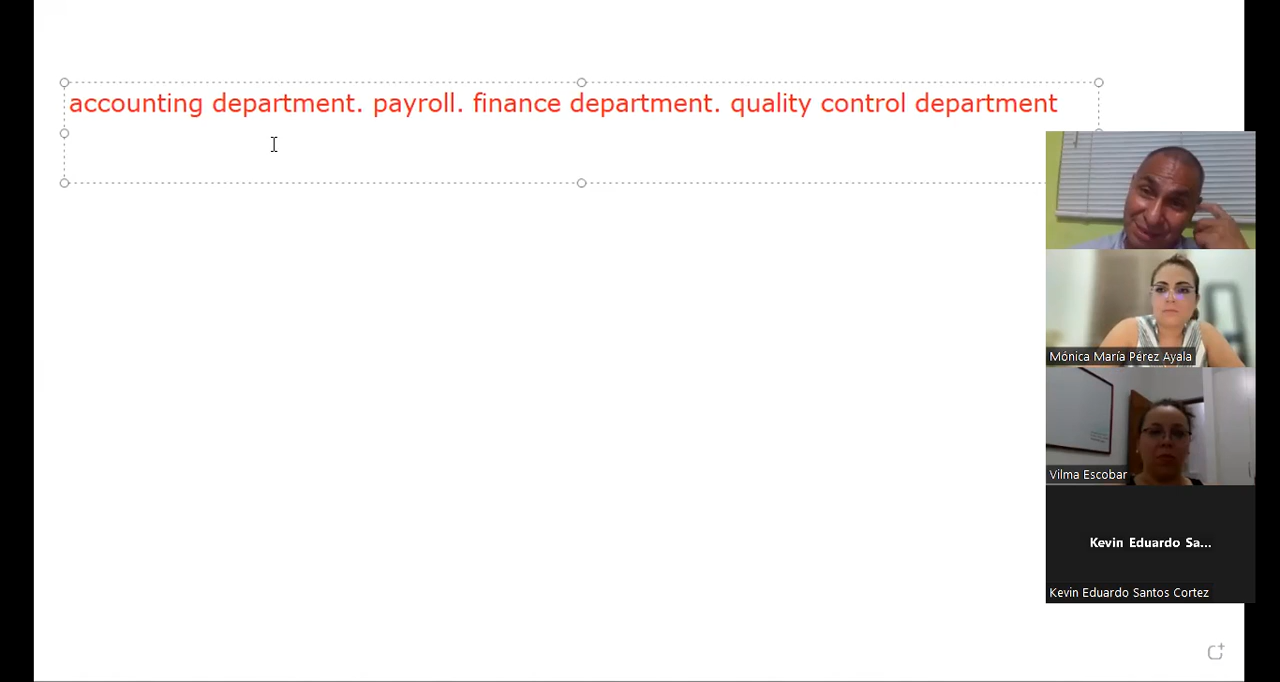 accounting department. payroll. finance department. quality control department
Mónica María Pérez Ayala
Vilma Escobar
Kevin Eduardo Sa...
Kevin Eduardo Santos Cortez